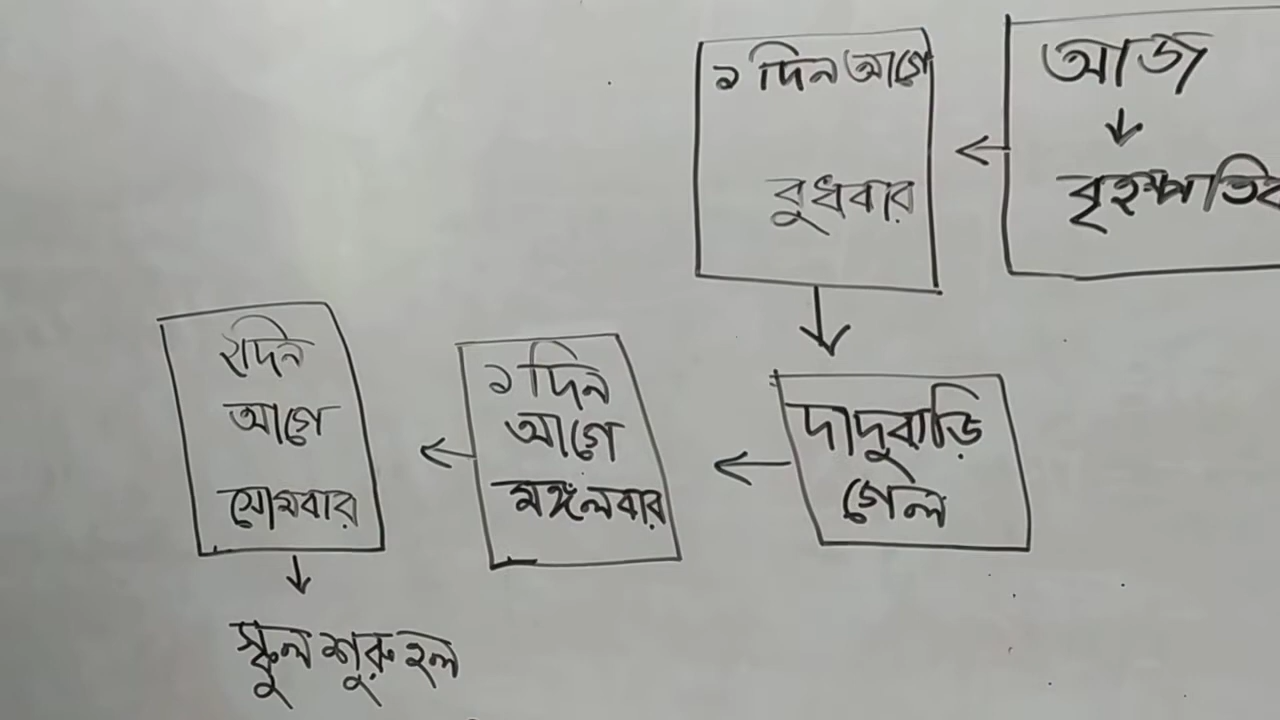 ১ দিন আগে
বুধবার
আজ
বৃহস্পতিব
২দিন
আগে
সোমবার
১ দিন
আগে
মঙ্গলবার
দাদুবাড়ি
গেল
স্কুল শুরু হল